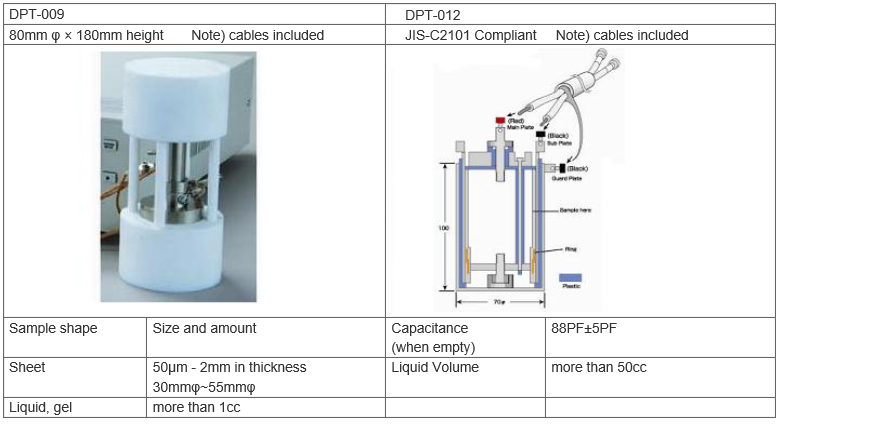 DPT-009
DPT-012
80mm φ × 180mm height Note) cables included
JIS-C2101 Compliant Note) cables included
(Red)
Main Plate
(Black)
Sub Plate
(Black)
Guard Plate
Sample here
100
Ring
Plastic
70φ
Sample shape
Size and amount
Capacitance
(when empty)
88PF±5PF
Sheet
50μm - 2mm in thickness
30mmφ~55mmφ
Liquid Volume
more than 50cc
Liquid, gel
more than 1cc